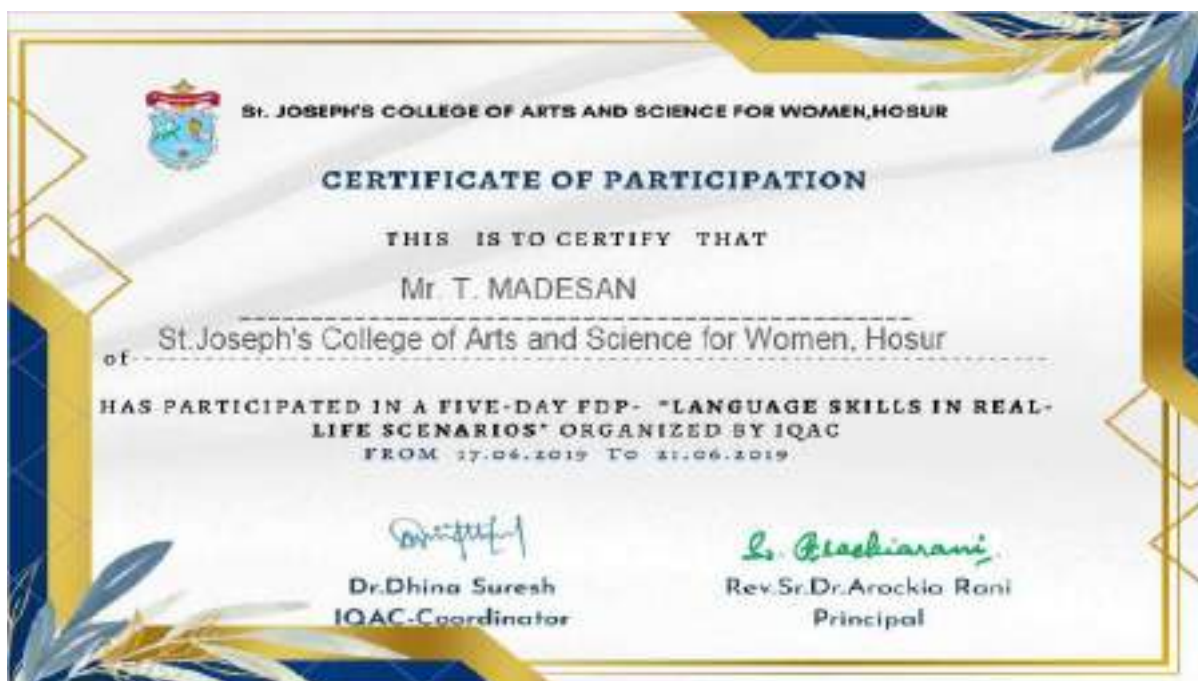 St. JOSEPH'S COLLEGE OF ARTS AND SCIENCE FOR WOMEN,HOSUR
CERTIFICATE OF PARTICIPATION
THIS IS TO CERTIFY THAT
Mr. T. MADESAN
of St.Joseph's College of Arts and Science for Women, Hosur
HAS PARTICIPATED IN A FIVE-DAY FDP- "LANGUAGE SKILLS IN REAL-
LIFE SCENARIOS" ORGANIZED BY IQAC
FROM 17.06.2019 TO 21.06.2019
Dr.Dhina Suresh
Rev.Sr.Dr.Arockia Rani
IQAC-Coordinator
Principal